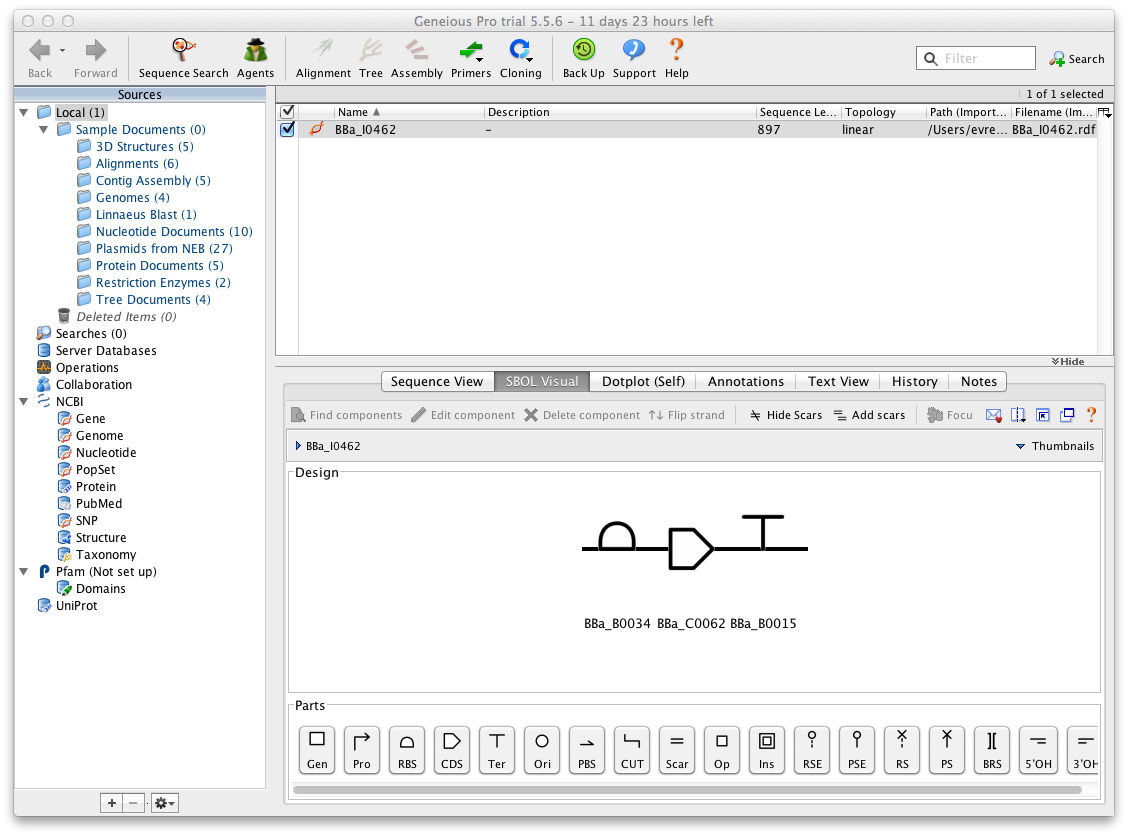 Geneious Pro trial 5.5.6 – 11 days 23 hours left
Back Forward Sequence Search Agents Alignment Tree Assembly Primers Cloning Back Up Support Help Filter Search
Sources
Local (1)
Sample Documents (0)
3D Structures (5)
Alignments (6)
Contig Assembly (5)
Genomes (4)
Linnaeus Blast (1)
Nucleotide Documents (10)
Plasmids from NEB (27)
Protein Documents (5)
Restriction Enzymes (2)
Tree Documents (4)
Deleted Items (0)
Searches (0)
Server Databases
Operations
Collaboration
NCBI
Gene
Genome
Nucleotide
PopSet
Protein
PubMed
SNP
Structure
Taxonomy
Pfam (Not set up)
Domains
UniProt
1 of 1 selected
Name Description Sequence Le... Topology Path (Import... Filename (Im...
BBa_I0462 – 897 linear /Users/evre... BBa_I0462.rdf
Hide
Sequence View SBOL Visual Dotplot (Self) Annotations Text View History Notes
Find components Edit component Delete component Flip strand Hide Scars Add scars Focu ?
BBa_I0462 Thumbnails
Design
BBa_B0034 BBa_C0062 BBa_B0015
Parts
Gen Pro RBS CDS Ter Ori PBS CUT Scar Op Ins RSE PSE RS PS BRS 5'OH 3'OH